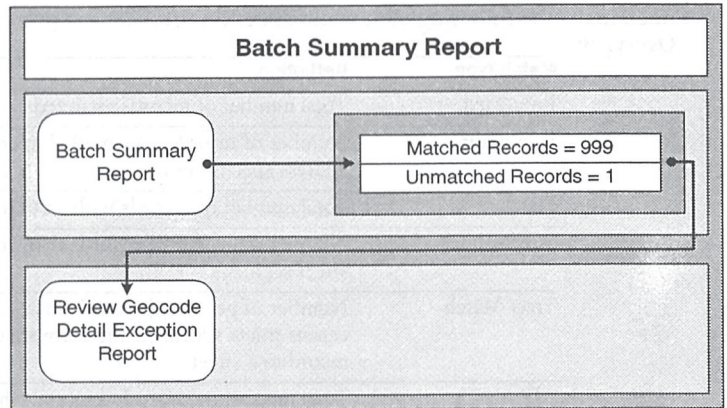 Batch Summary Report
Batch Summary
Report
Matched Records = 999
Unmatched Records = 1
Review Geocode
Detail Exception
Report